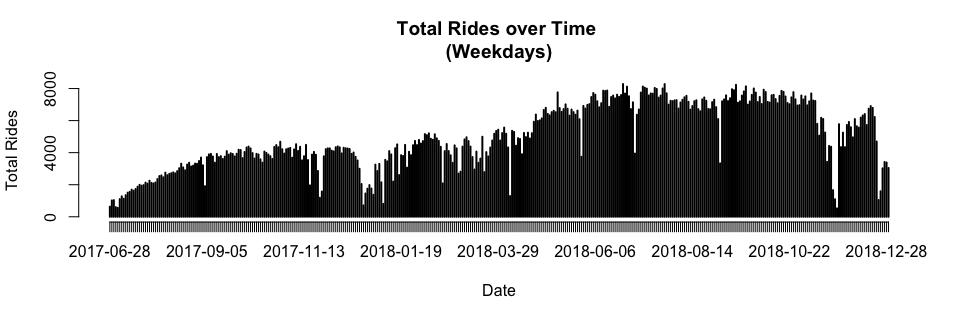 Total Rides over Time
(Weekdays)
Total Rides
8000
4000
0
2017-06-28 2017-09-05 2017-11-13 2018-01-19 2018-03-29 2018-06-06 2018-08-14 2018-10-22 2018-12-28
Date